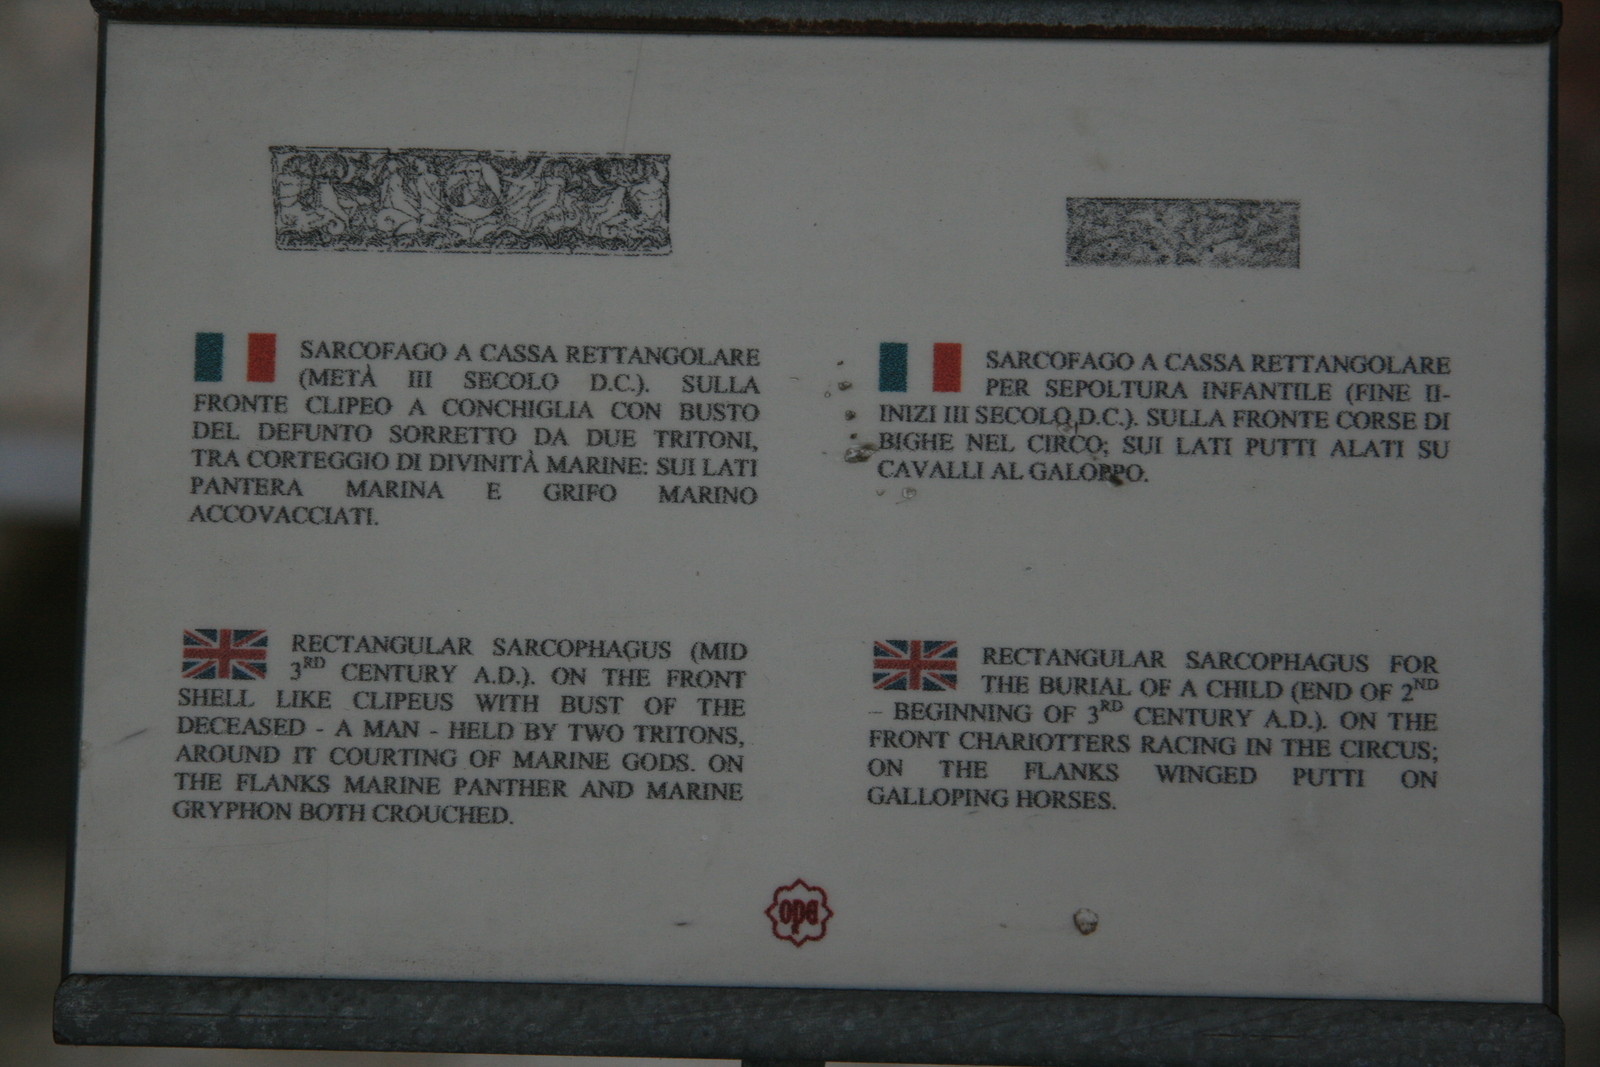 SARCOFAGO A CASSA RETTANGOLARE
(METÀ III SECOLO D.C.). SULLA
FRONTE CLIPEO A CONCHIGLIA CON BUSTO
DEL DEFUNTO SORRETTO DA DUE TRITONI,
TRA CORTEGGIO DI DIVINITÀ MARINE: SUI LATI
PANTERA MARINA E GRIFO MARINO
ACCOVACCIATI.
RECTANGULAR SARCOPHAGUS (MID
3RD CENTURY A.D.). ON THE FRONT
SHELL LIKE CLIPEUS WITH BUST OF THE
DECEASED - A MAN - HELD BY TWO TRITONS,
AROUND IT COURTING OF MARINE GODS. ON
THE FLANKS MARINE PANTHER AND MARINE
GRYPHON BOTH CROUCHED.
SARCOFAGO A CASSA RETTANGOLARE
PER SEPOLTURA INFANTILE (FINE II-
INIZI III SECOLO D.C.). SULLA FRONTE CORSE DI
BIGHE NEL CIRCO; SUI LATI PUTTI ALATI SU
CAVALLI AL GALOPPO.
RECTANGULAR SARCOPHAGUS FOR
THE BURIAL OF A CHILD (END OF 2ND
– BEGINNING OF 3RD CENTURY A.D.). ON THE
FRONT CHARIOTTERS RACING IN THE CIRCUS;
ON THE FLANKS WINGED PUTTI ON
GALLOPING HORSES.
opa